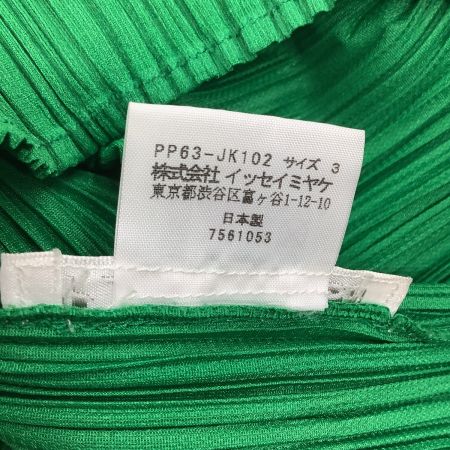 PP63-JK102 サイズ 3
株式会社 イッセイミヤケ
東京都渋谷区富ヶ谷1-12-10
日本製
7561053